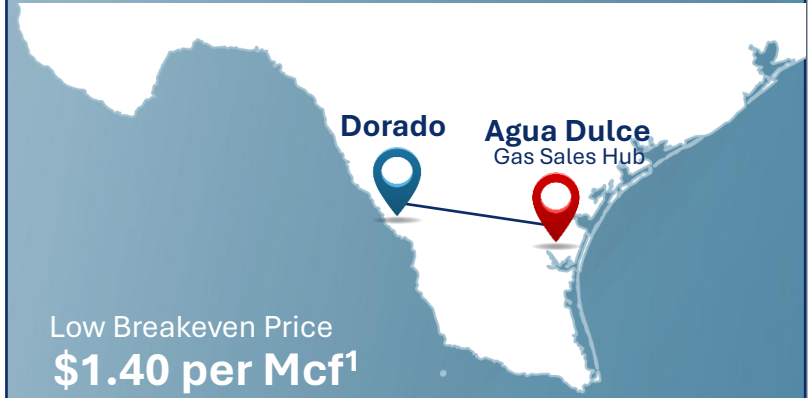 Dorado
Agua Dulce
Gas Sales Hub
Low Breakeven Price
$1.40 per Mcf¹